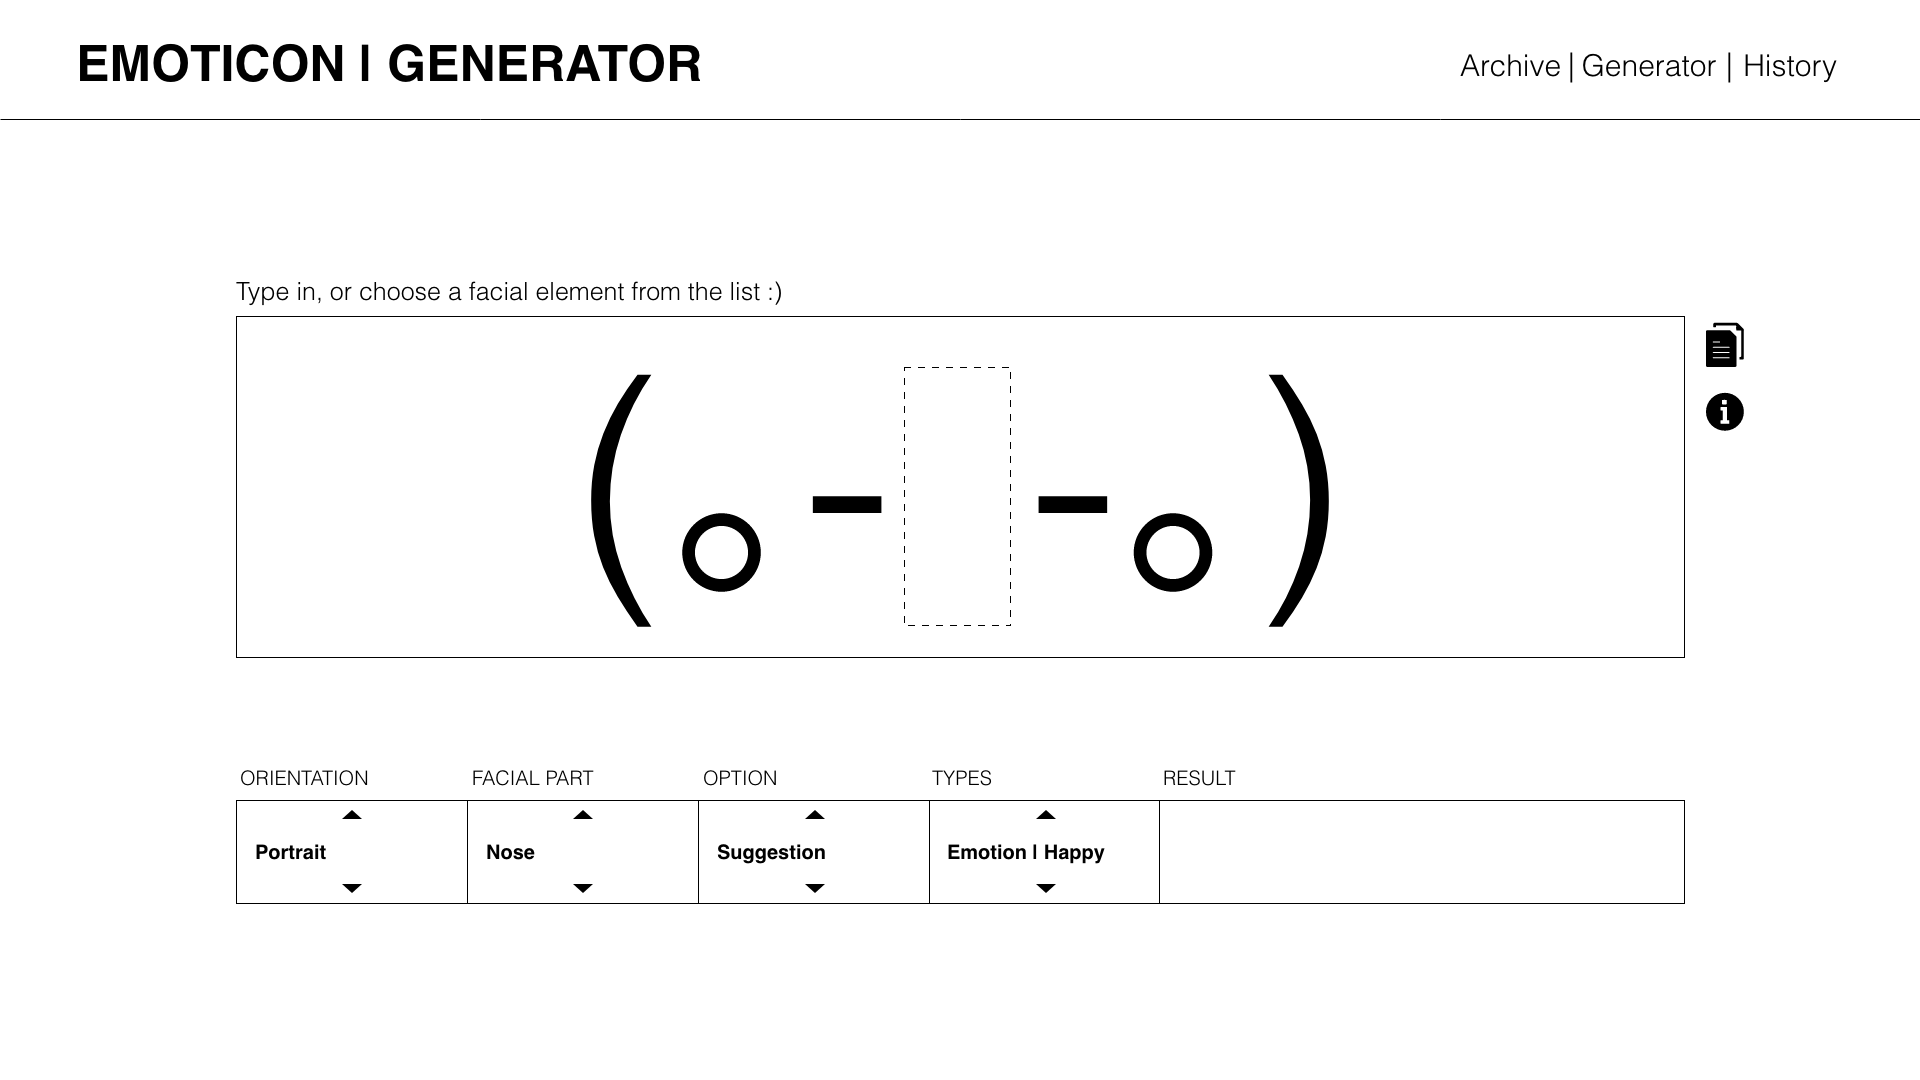 EMOTICON | GENERATOR
Archive | Generator | History
Type in, or choose a facial element from the list :)
(。- -。)
ORIENTATION FACIAL PART OPTION TYPES RESULT
Portrait Nose Suggestion Emotion | Happy